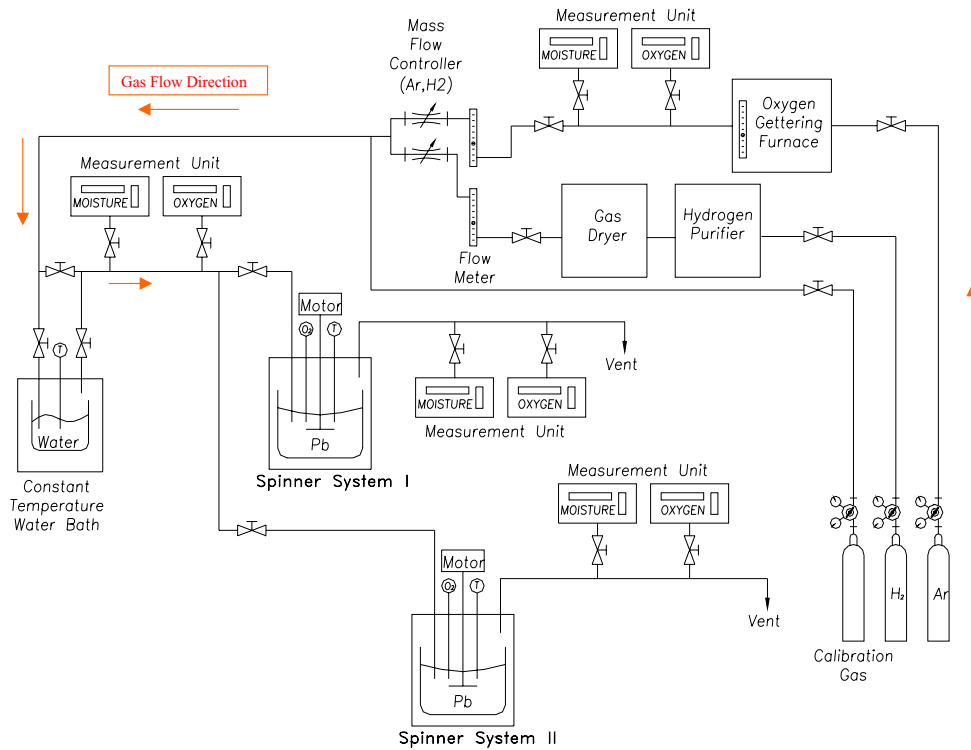 Measurement Unit
MOISTURE
OXYGEN
Mass
Flow
Controller
(Ar,H2)
Oxygen
Gettering
Furnace
Gas Flow Direction
Measurement Unit
MOISTURE
OXYGEN
Gas
Dryer
Hydrogen
Purifier
Flow
Meter
Motor
O₂
T
Vent
T
Water
Constant
Temperature
Water Bath
Pb
Spinner System I
MOISTURE
OXYGEN
Measurement Unit
Measurement Unit
MOISTURE
OXYGEN
Motor
O₂
T
Vent
Pb
Spinner System II
H₂
Ar
Calibration
Gas